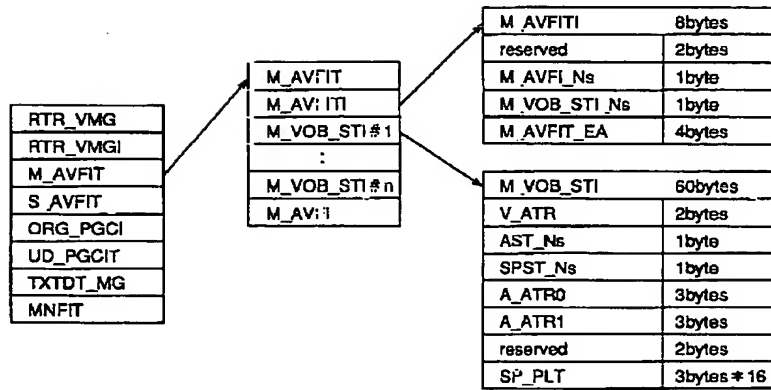 RTR_VMG
RTR_VMGI
M_AVFIT
S_AVFIT
ORG_PGCI
UD_PGCIT
TXTDT_MG
MNFIT
M_AVFIT
M_AVFITI
M_VOB_STI#1
:
M_VOB_STI#n
M_AVFI
M_AVFITI 8bytes
reserved 2bytes
M_AVFI_Ns 1byte
M_VOB_STI_Ns 1byte
M_AVFIT_EA 4bytes
M_VOB_STI 60bytes
V_ATR 2bytes
AST_Ns 1byte
SPST_Ns 1byte
A_ATR0 3bytes
A_ATR1 3bytes
reserved 2bytes
SP_PLT 3bytes*16